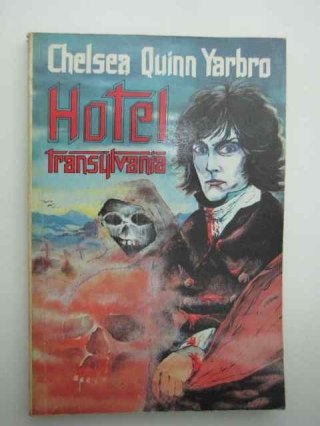 Chelsea Quinn Yarbro
Hotel
transylvania